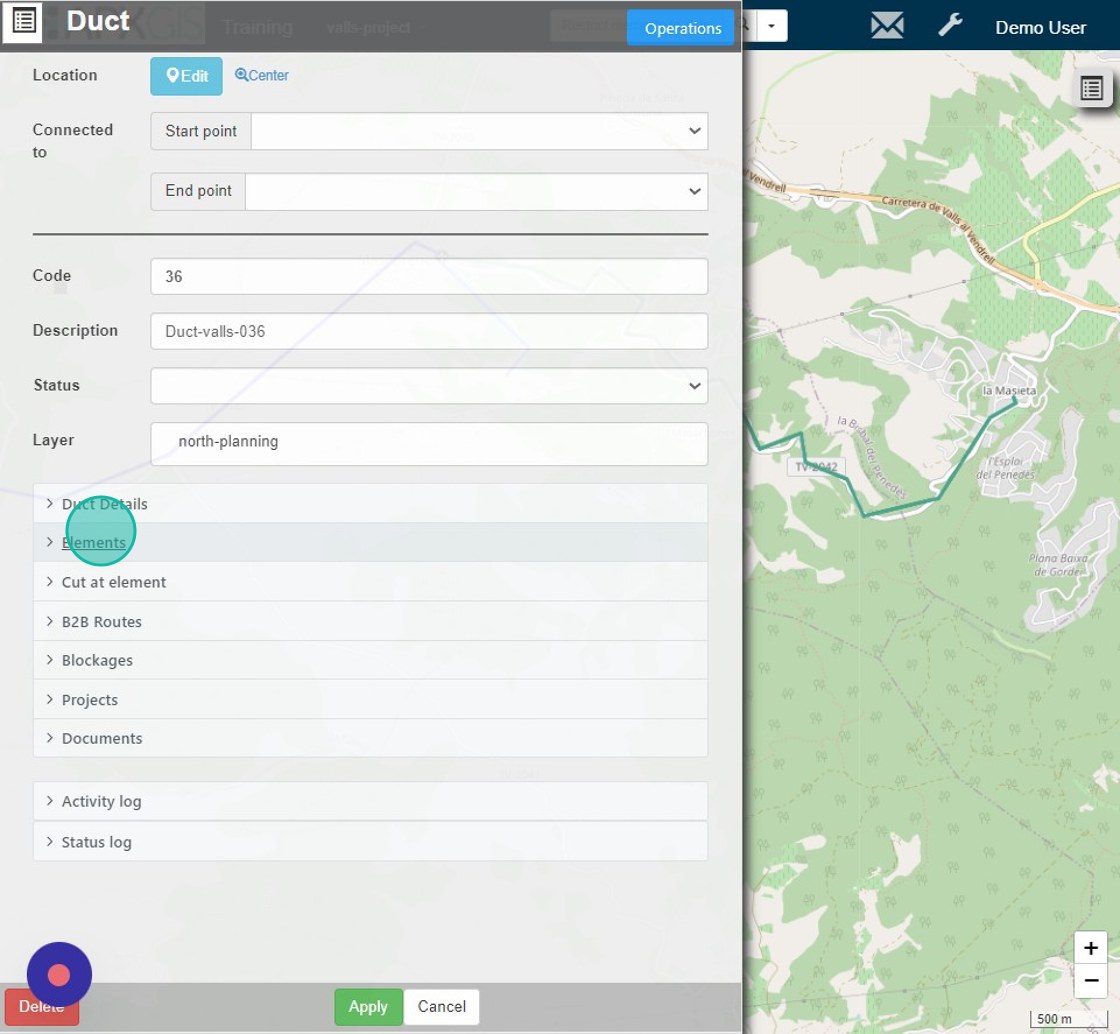 Duct
Training
valls-project
Operations
Demo User
Location
Edit
Center
Connected
to
Start point
End point
Code
36
Description
Duct-valls-036
Status
Layer
north-planning
Duct Details
Elements
Cut at element
B2B Routes
Blockages
Projects
Documents
Activity log
Status log
Delete
Apply
Cancel
al Vendrell
Carretera de Valls al Vendrell
la Masieta
la Bisbal del Penedès
TV-2042
l'Esplai
del Penedès
Plana Baixa
de Gorder
+
−
500 m